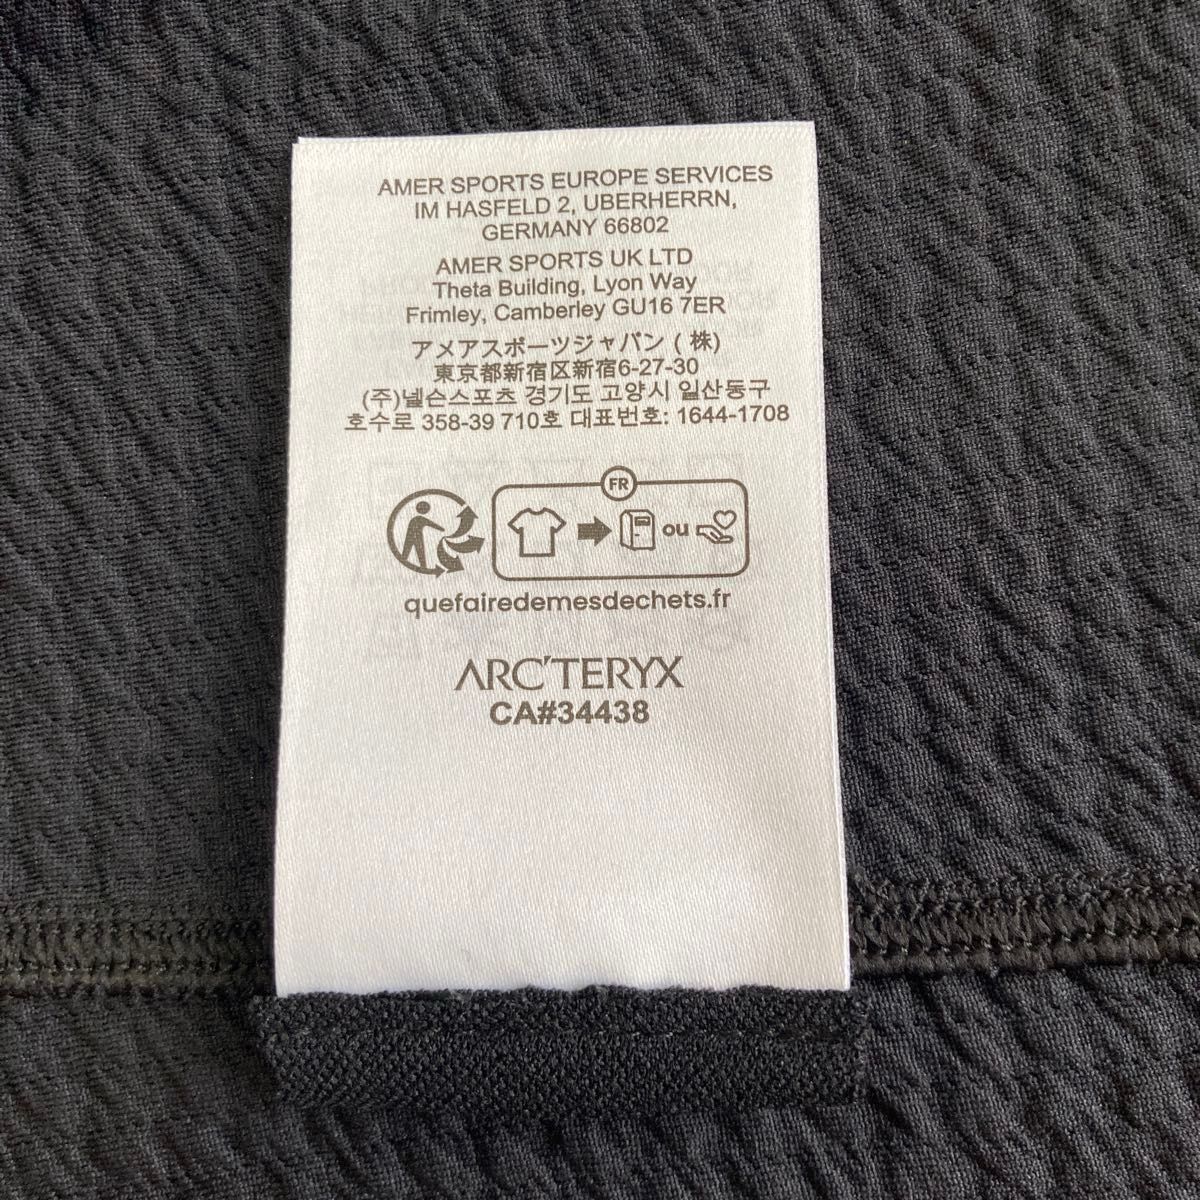 AMER SPORTS EUROPE SERVICES
IM HASFELD 2, UBERHERRN,
GERMANY 66802
AMER SPORTS UK LTD
Theta Building, Lyon Way
Frimley, Camberley GU16 7ER
アメアスポーツジャパン (株)
東京都新宿区新宿6-27-30
(주)넬슨스포츠 경기도 고양시 일산동구
호수로 358-39 710호 대표번호: 1644-1708
FR
ou
quefairedemesdechets.fr
ARC'TERYX
CA#34438